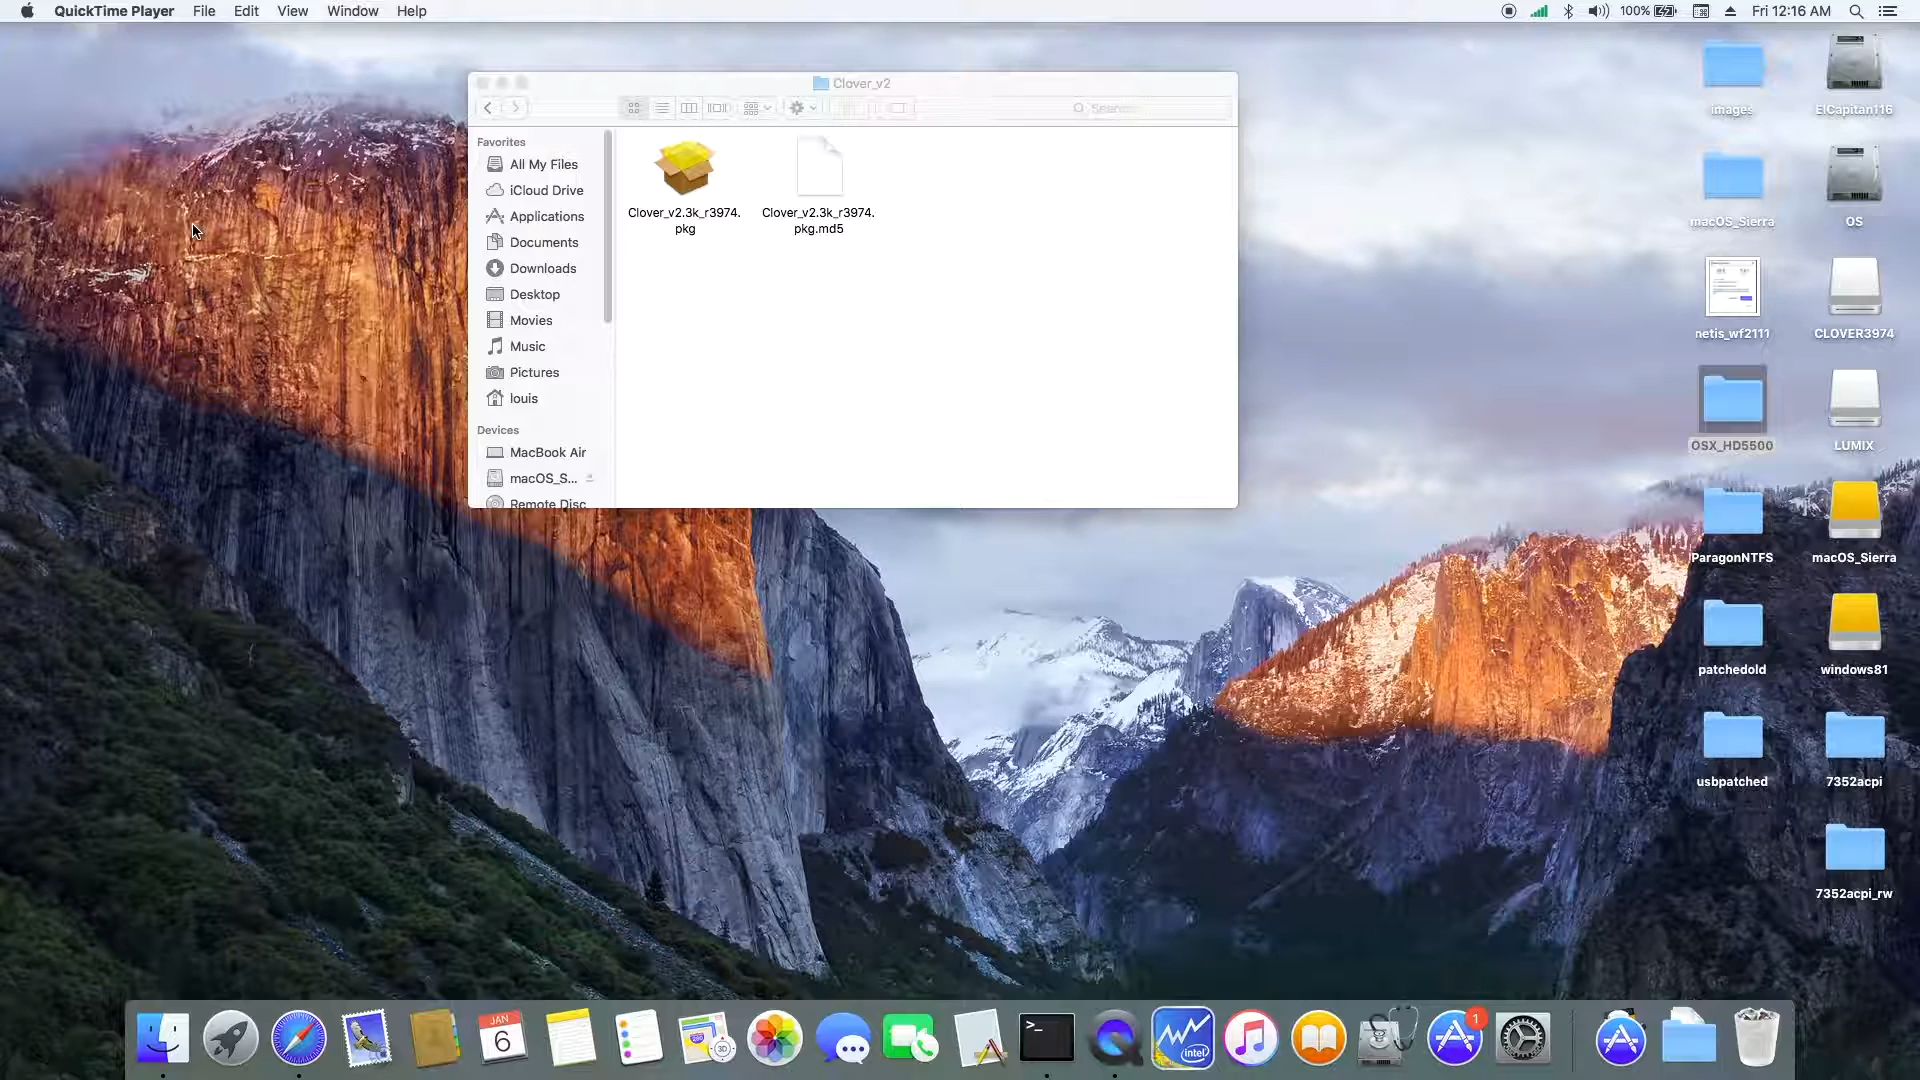 QuickTime Player File Edit View Window Help 100% Fri 12:16 AM
Clover_v2
Search
Favorites
All My Files
iCloud Drive
Applications
Documents
Downloads
Desktop
Movies
Music
Pictures
louis
Devices
MacBook Air
macOS_S...
Remote Disc
Clover_v2.3k_r3974.
pkg
Clover_v2.3k_r3974.
pkg.md5
images
ElCapitan116
macOS_Sierra
OS
netis_wf2111
CLOVER3974
OSX_HD5500
LUMIX
ParagonNTFS
macOS_Sierra
patchedold
windows81
usbpatched
7352acpi
7352acpi_rw
JAN
6
3D
>_
intel
1